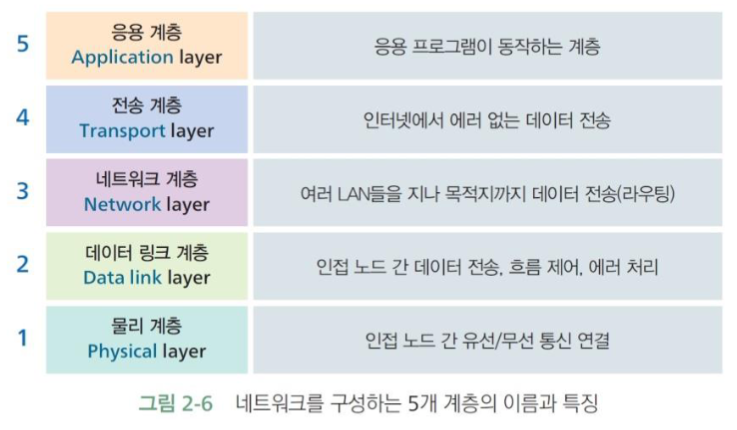 5
응용 계층
Application layer
응용 프로그램이 동작하는 계층
4
전송 계층
Transport layer
인터넷에서 에러 없는 데이터 전송
3
네트워크 계층
Network layer
여러 LAN들을 지나 목적지까지 데이터 전송(라우팅)
2
데이터 링크 계층
Data link layer
인접 노드 간 데이터 전송, 흐름 제어, 에러 처리
1
물리 계층
Physical layer
인접 노드 간 유선/무선 통신 연결
그림 2-6 네트워크를 구성하는 5개 계층의 이름과 특징